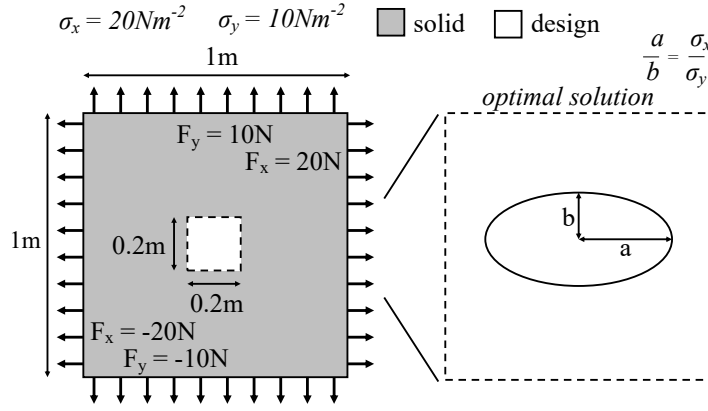 σx = 20Nm-2 σy = 10Nm-2 solid design
1m
a/b = σx/σy
optimal solution
Fy = 10N
Fx = 20N
1m
0.2m
0.2m
b
a
Fx = -20N
Fy = -10N